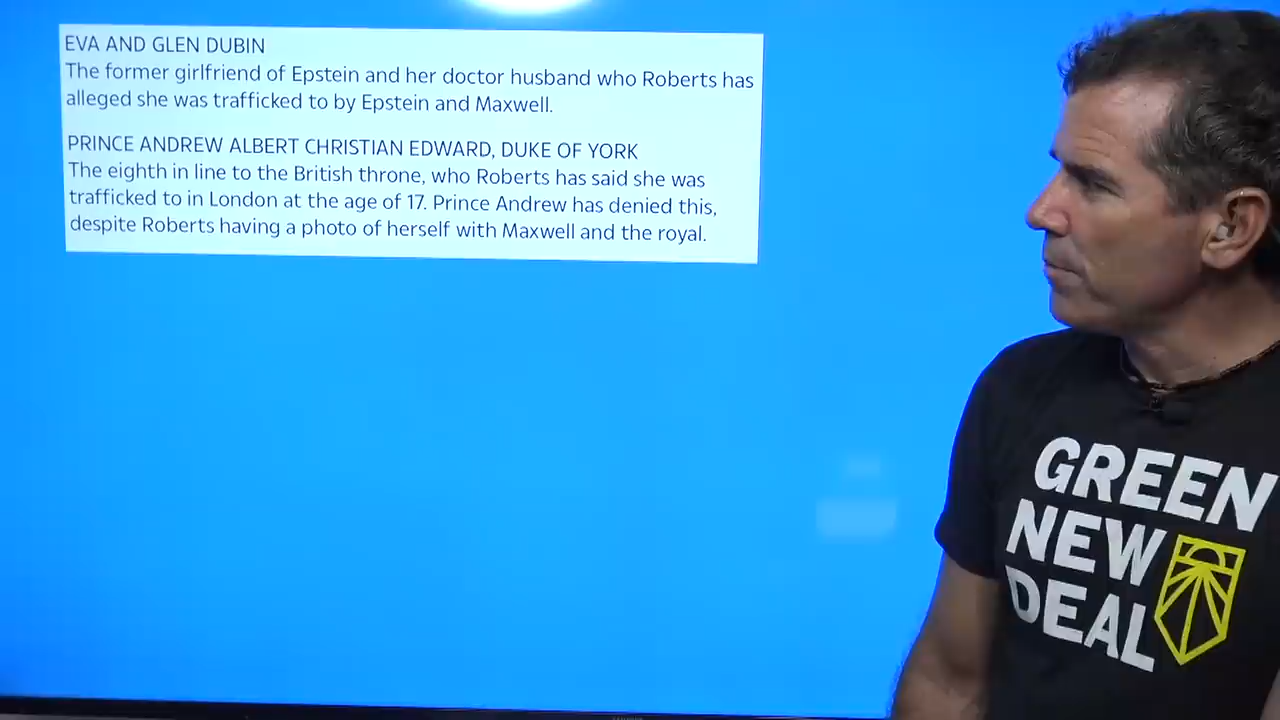 EVA AND GLEN DUBIN
The former girlfriend of Epstein and her doctor husband who Roberts has
alleged she was trafficked to by Epstein and Maxwell.
PRINCE ANDREW ALBERT CHRISTIAN EDWARD, DUKE OF YORK
The eighth in line to the British throne, who Roberts has said she was
trafficked to in London at the age of 17. Prince Andrew has denied this,
despite Roberts having a photo of herself with Maxwell and the royal.
GREEN
NEW
DEAL